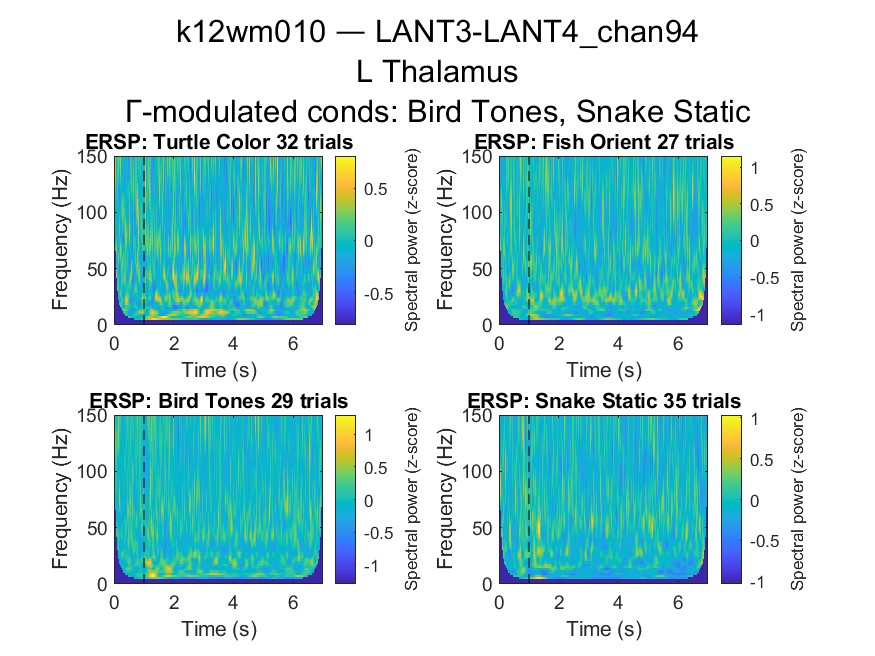 k12wm010 — LANT3-LANT4_chan94
L Thalamus
Γ-modulated conds: Bird Tones, Snake Static
ERSP: Turtle Color 32 trials
150
100
50
0
Frequency (Hz)
0 2 4 6
Time (s)
0.5
0
-0.5
Spectral power (z-score)
ERSP: Fish Orient 27 trials
150
100
50
0
Frequency (Hz)
0 2 4 6
Time (s)
1
0.5
0
-0.5
-1
Spectral power (z-score)
ERSP: Bird Tones 29 trials
150
100
50
0
Frequency (Hz)
0 2 4 6
Time (s)
1
0.5
0
-0.5
-1
Spectral power (z-score)
ERSP: Snake Static 35 trials
150
100
50
0
Frequency (Hz)
0 2 4 6
Time (s)
1
0.5
0
-0.5
-1
Spectral power (z-score)